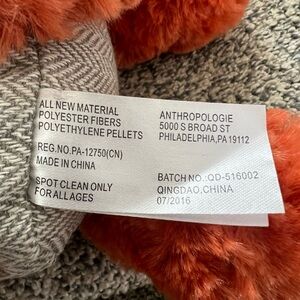 ALL NEW MATERIAL
POLYESTER FIBERS
POLYETHYLENE PELLETS
REG.NO.PA-12750(CN)
MADE IN CHINA
SPOT CLEAN ONLY
FOR ALL AGES
ANTHROPOLOGIE
5000 S BROAD ST
PHILADELPHIA,PA 19112
BATCH NO.:QD-516002
QINGDAO,CHINA
07/2016